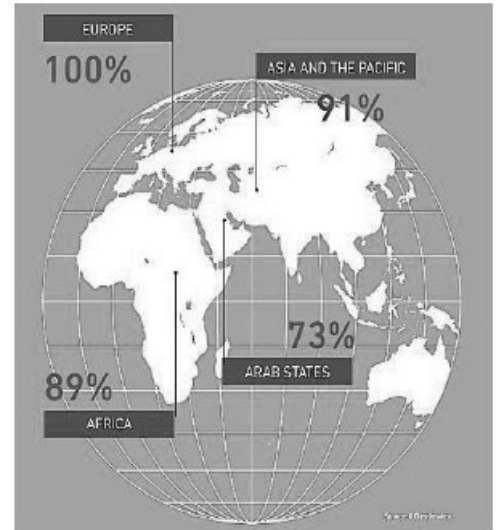 EUROPE
100%
ASIA AND THE PACIFIC
91%
73%
ARAB STATES
89%
AFRICA